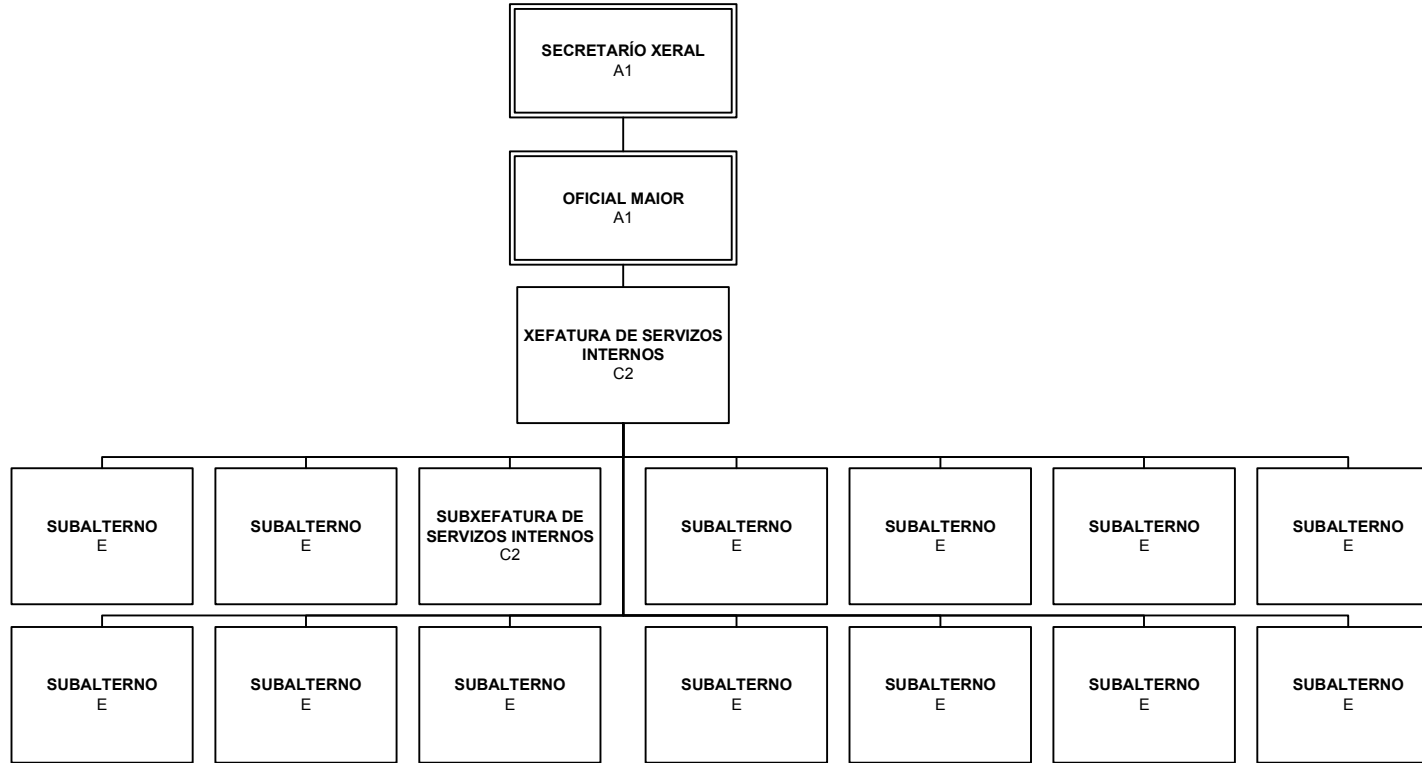 SECRETARÍO XERAL
A1
OFICIAL MAIOR
A1
XEFATURA DE SERVIZOS
INTERNOS
C2
SUBALTERNO
E
SUBALTERNO
E
SUBXEFATURA DE
SERVIZOS INTERNOS
C2
SUBALTERNO
E
SUBALTERNO
E
SUBALTERNO
E
SUBALTERNO
E
SUBALTERNO
E
SUBALTERNO
E
SUBALTERNO
E
SUBALTERNO
E
SUBALTERNO
E
SUBALTERNO
E
SUBALTERNO
E